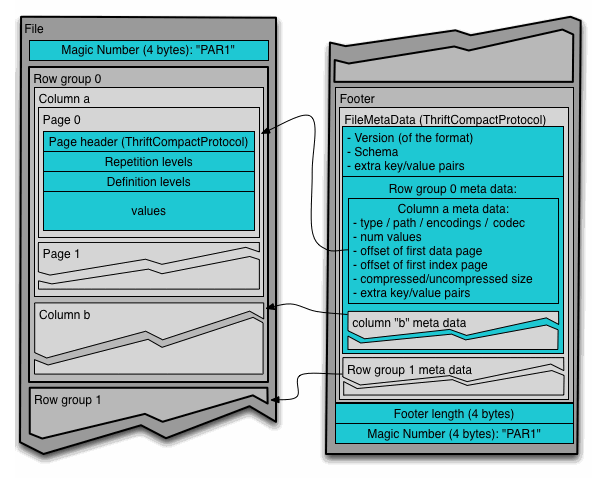 File
Magic Number (4 bytes): "PAR1"
Row group 0
Column a
Page 0
Page header (ThriftCompactProtocol)
Repetition levels
Definition levels
values
Page 1
Column b
Row group 1
Footer
FileMetaData (ThriftCompactProtocol)
- Version (of the format)
- Schema
- extra key/value pairs
Row group 0 meta data:
Column a meta data:
- type / path / encodings / codec
- num values
- offset of first data page
- offset of first index page
- compressed/uncompressed size
- extra key/value pairs
column "b" meta data
Row group 1 meta data
Footer length (4 bytes)
Magic Number (4 bytes): "PAR1"